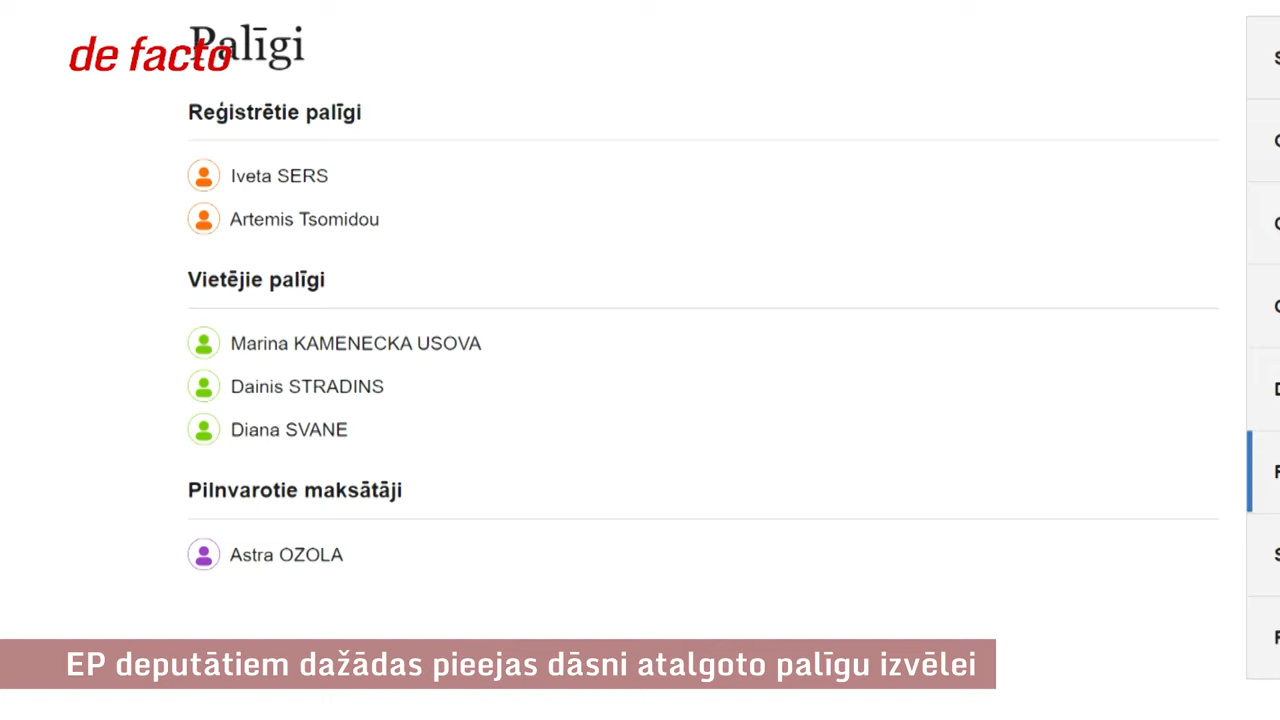 Palīgi
de facto
Reģistrētie palīgi
Iveta SERS
Artemis Tsomidou
Vietējie palīgi
Marina KAMENECKA USOVA
Dainis STRADINS
Diana SVANE
Pilnvarotie maksātāji
Astra OZOLA
EP deputātiem dažādas pieejas dāsni atalgoto palīgu izvēlei